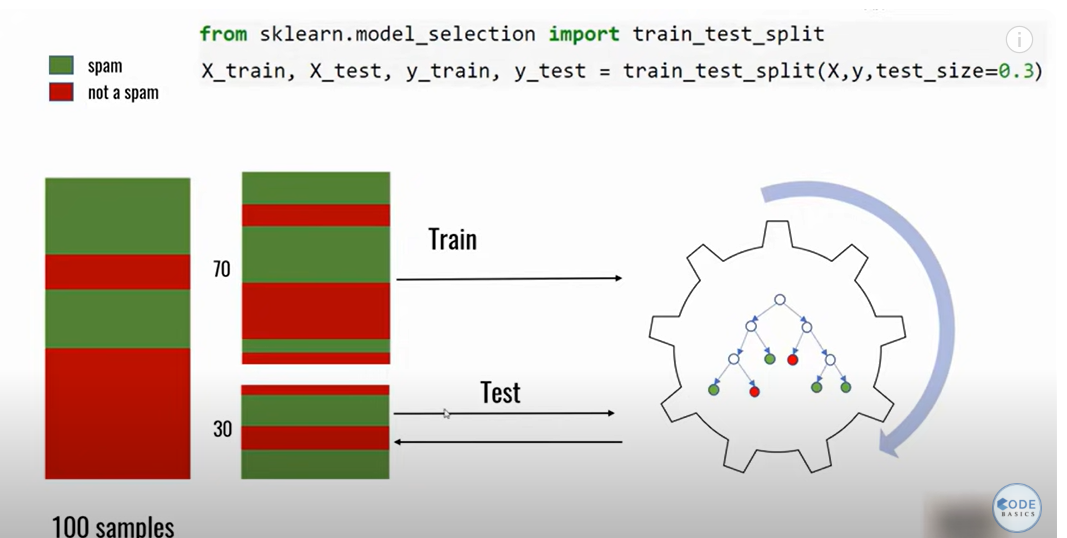 from sklearn.model_selection import train_test_split
X_train, X_test, y_train, y_test = train_test_split(X,y,test_size=0.3)
i
spam
not a spam
70
Train
30
Test
100 samples
CODE
BASICS